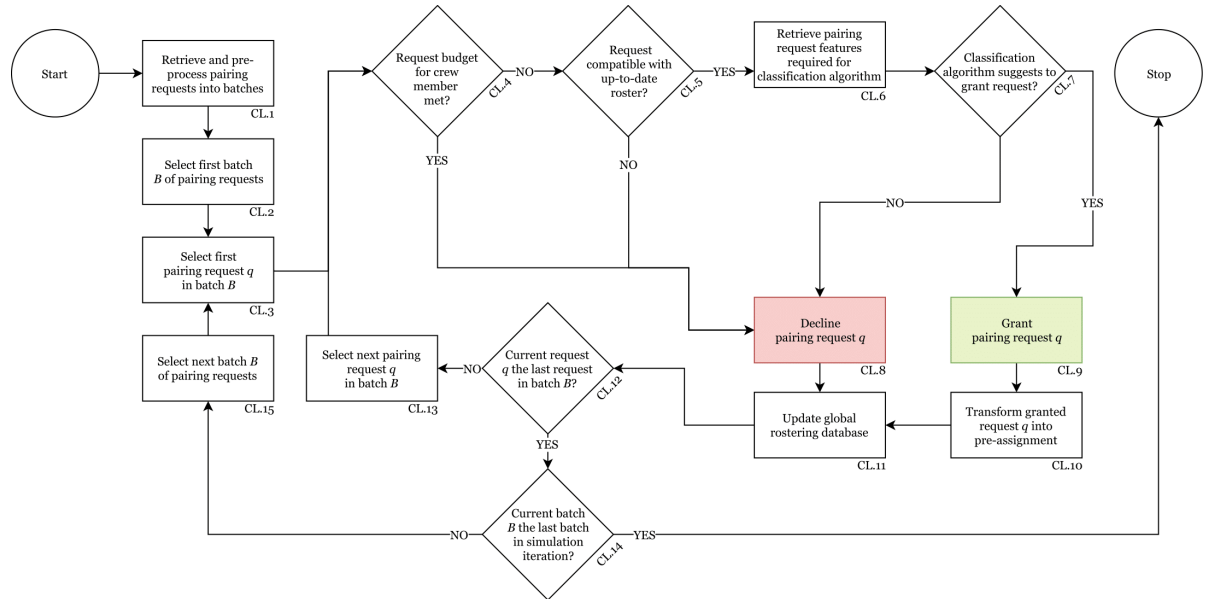 Start
Retrieve and pre-
process pairing
requests into batches
CL.1
Select first batch
B of pairing requests
CL.2
Select first
pairing request q
in batch B
CL.3
Request budget
for crew
member
met?
CL.4
NO
YES
Request
compatible with
up-to-date
roster?
CL.5
YES
NO
Retrieve pairing
request features
required for
classification algorithm
CL.6
Classification
algorithm suggests to
grant request?
CL.7
NO
YES
Stop
Decline
pairing request q
CL.8
Grant
pairing request q
CL.9
Transform granted
request q into
pre-assignment
CL.10
Update global
rostering database
CL.11
Current request
q the last request
in batch B?
CL.12
NO
YES
Select next pairing
request q
in batch B
CL.13
Current batch
B the last batch
in simulation
iteration?
CL.14
NO
YES
Select next batch B
of pairing requests
CL.15